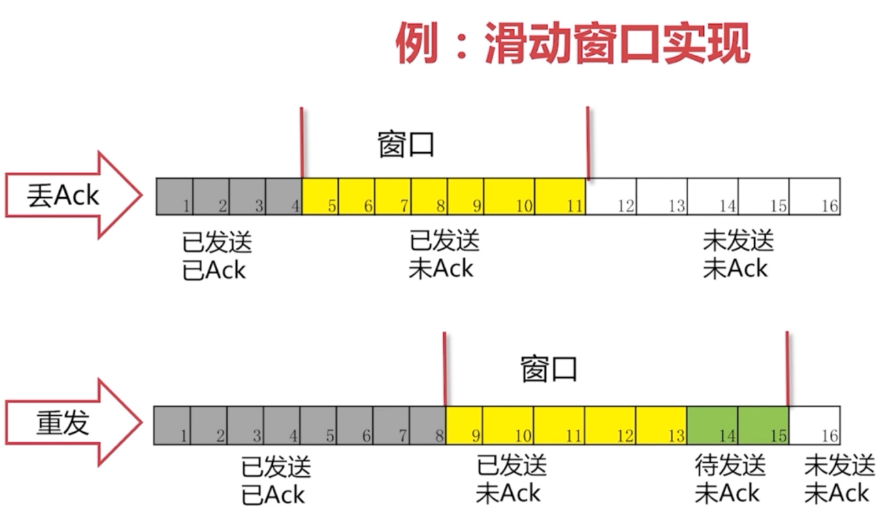 例：滑动窗口实现
窗口
丢Ack
1 2 3 4 5 6 7 8 9 10 11 12 13 14 15 16
已发送 已发送 未发送
已Ack 未Ack 未Ack
窗口
重发
1 2 3 4 5 6 7 8 9 10 11 12 13 14 15 16
已发送 已发送 待发送 未发送
已Ack 未Ack 未Ack 未Ack